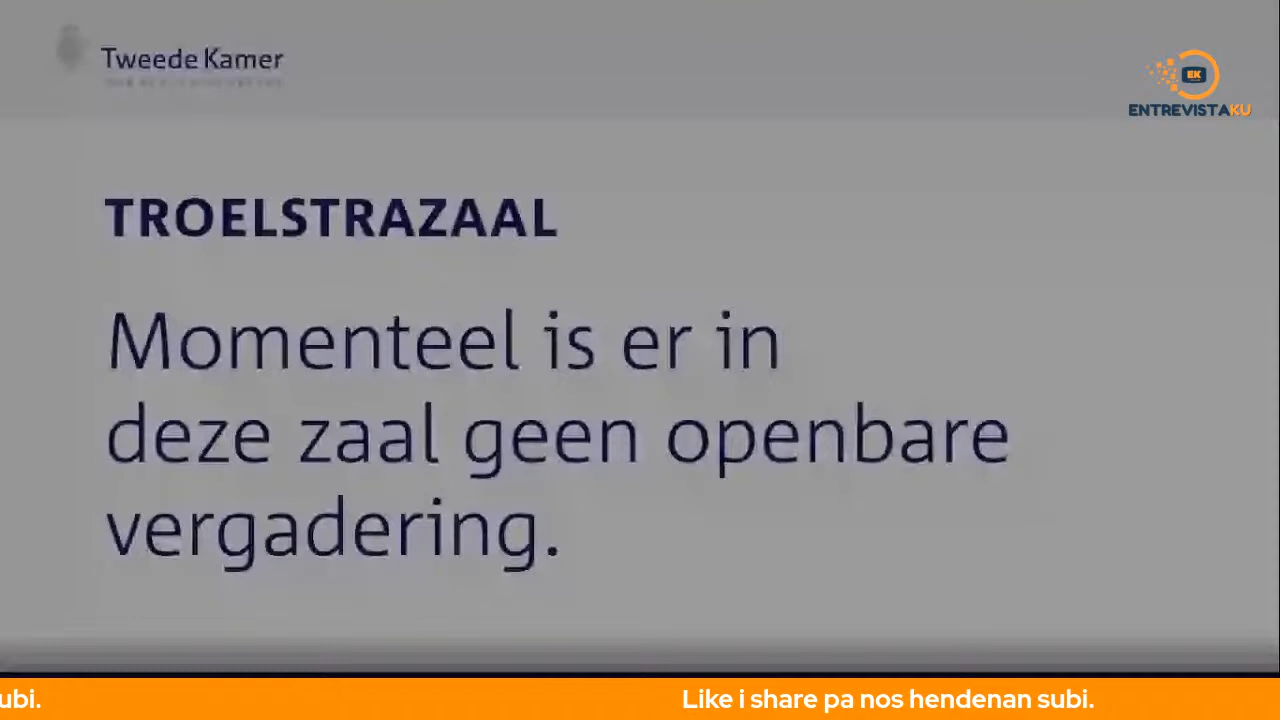 Tweede Kamer
EK
ENTREVISTAKU
TROELSTRAZAAL
Momenteel is er in
deze zaal geen openbare
vergadering.
ubi.
Like i share pa nos hendenan subi.